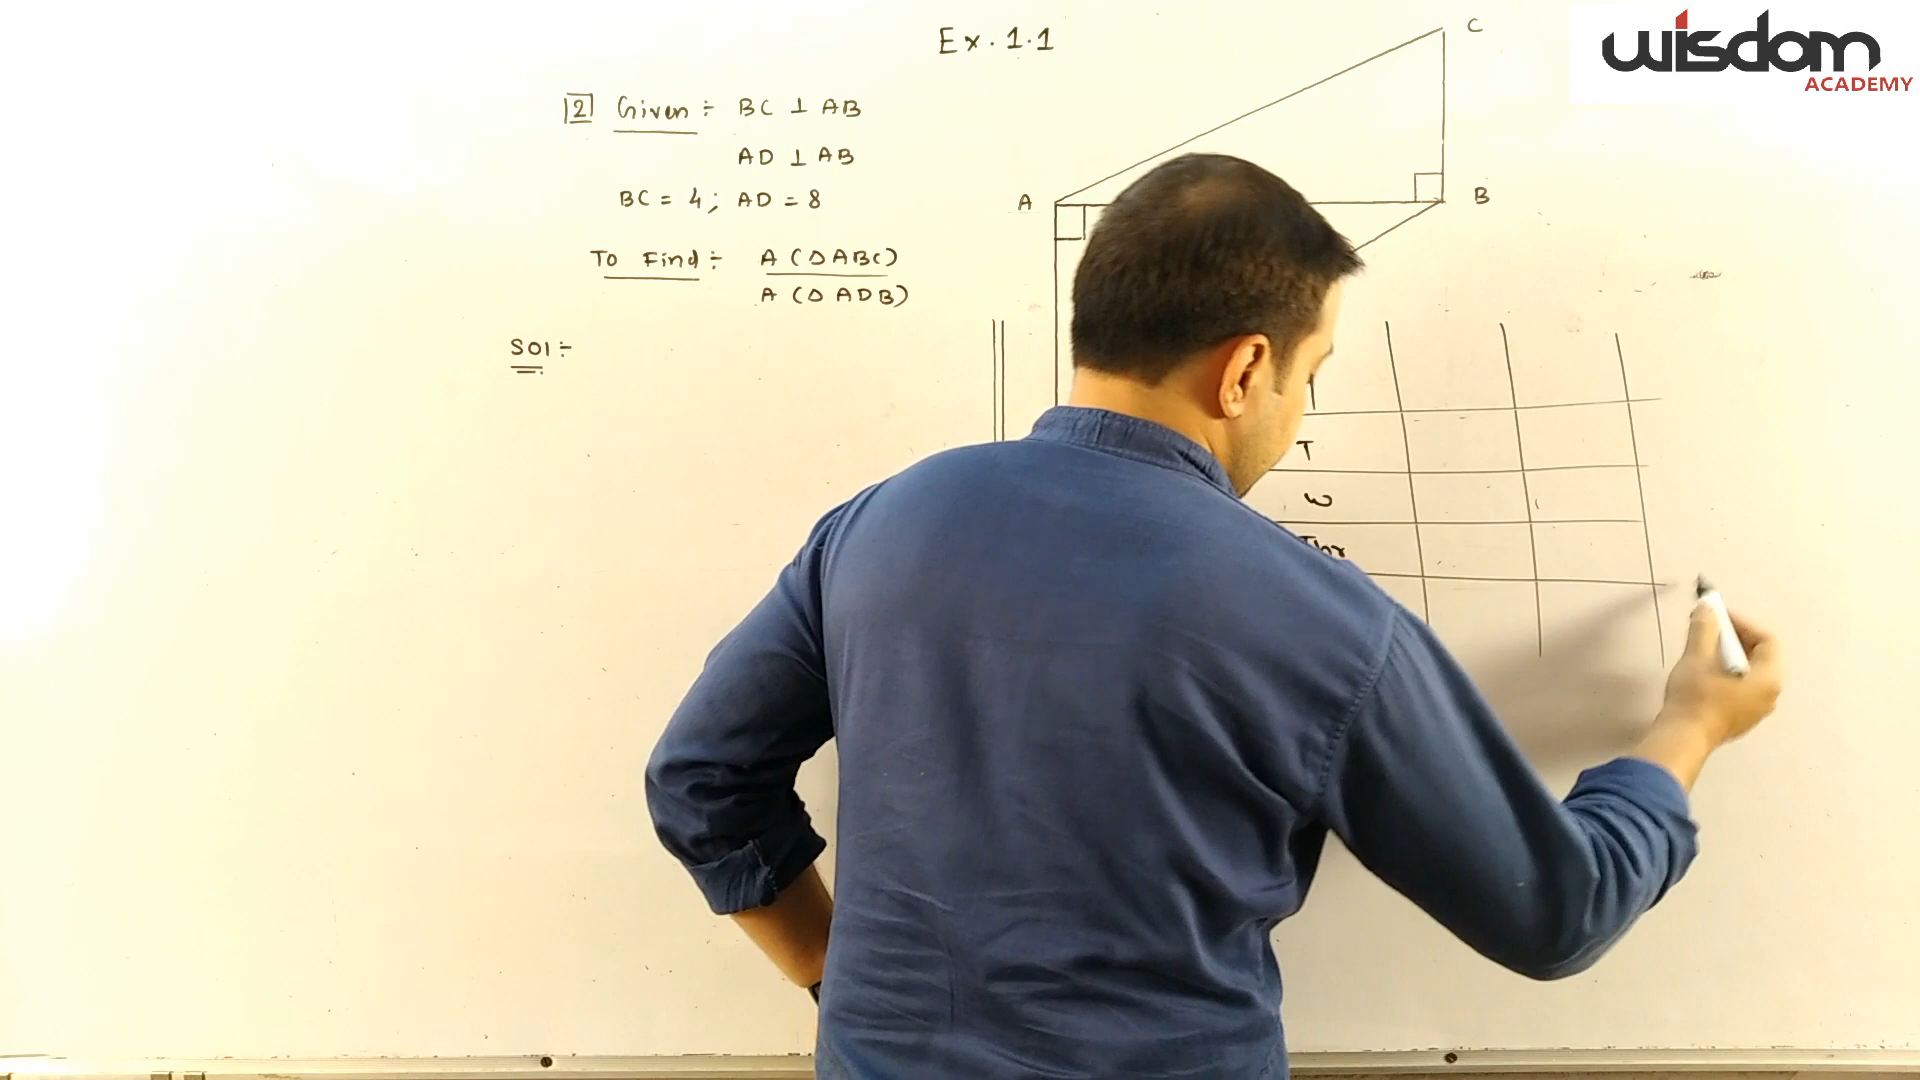 Ex. 1.1
wisdom
ACADEMY
2 Given ÷ BC ⊥ AB
AD ⊥ AB
BC = 4; AD = 8
To Find ÷ A (Δ ABC)
A (Δ ADB)
Sol ÷
C
A
B
T
W
Thr